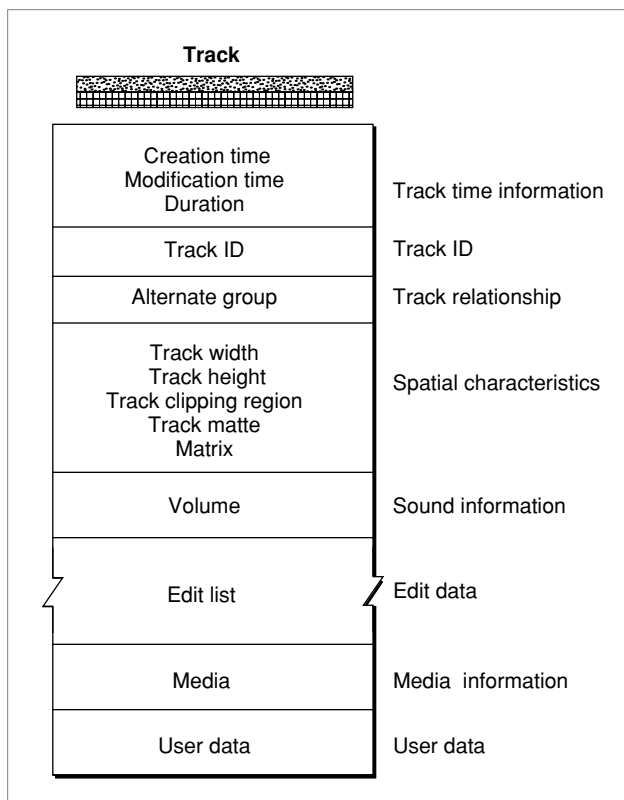 Track
Creation time
Modification time
Duration
Track time information
Track ID
Track ID
Alternate group
Track relationship
Track width
Track height
Track clipping region
Track matte
Matrix
Spatial characteristics
Volume
Sound information
Edit list
Edit data
Media
Media information
User data
User data